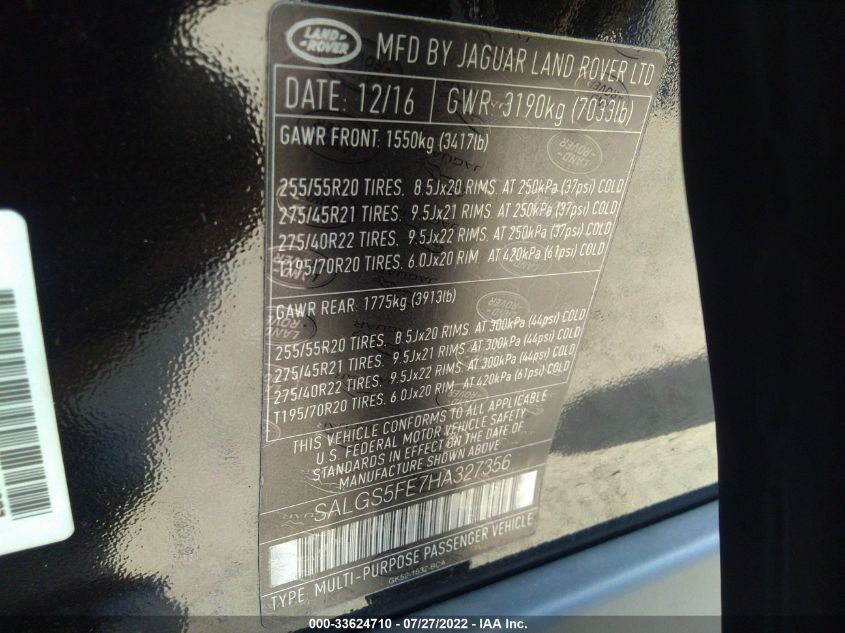 LAND ROVER
MFD BY JAGUAR LAND ROVER LTD
DATE: 12/16 GWR: 3190kg (7033lb)
GAWR FRONT: 1550kg (3417lb)
255/55R20 TIRES, 8.5Jx20 RIMS, AT 250kPa (37psi) COLD
275/45R21 TIRES, 9.5Jx21 RIMS, AT 250kPa (37psi) COLD
275/40R22 TIRES, 9.5Jx22 RIMS, AT 250kPa (37psi) COLD
T195/70R20 TIRES, 6.0Jx20 RIM, AT 420kPa (61psi) COLD
GAWR REAR: 1775kg (3913lb)
255/55R20 TIRES, 8.5Jx20 RIMS, AT 300kPa (44psi) COLD
275/45R21 TIRES, 9.5Jx21 RIMS, AT 300kPa (44psi) COLD
275/40R22 TIRES, 9.5Jx22 RIMS, AT 300kPa (44psi) COLD
T195/70R20 TIRES, 6.0Jx20 RIM, AT 420kPa (61psi) COLD
THIS VEHICLE CONFORMS TO ALL APPLICABLE
U.S. FEDERAL MOTOR VEHICLE SAFETY
STANDARDS IN EFFECT ON THE DATE OF
MANUFACTURE SHOWN ABOVE
SALGS5FE7HA327356
TYPE: MULTI-PURPOSE PASSENGER VEHICLE
000-33624710 - 07/27/2022 - IAA Inc.